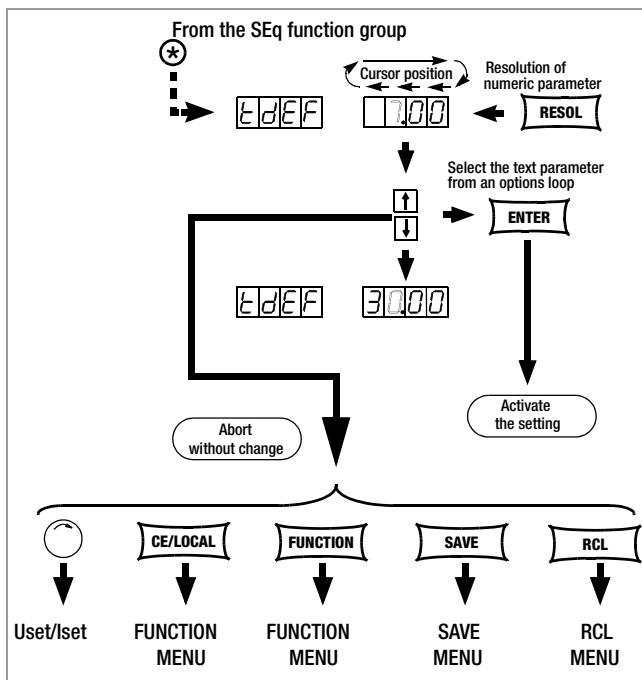 From the SEq function group
*
Cursor position
Resolution of
numeric parameter
tdEF 1.00 RESOL
Select the text parameter
from an options loop
↑
↓
ENTER
tdEF 30.00
Activate
the setting
Abort
without change
CE/LOCAL FUNCTION SAVE RCL
Uset/Iset FUNCTION FUNCTION SAVE RCL
MENU MENU MENU MENU